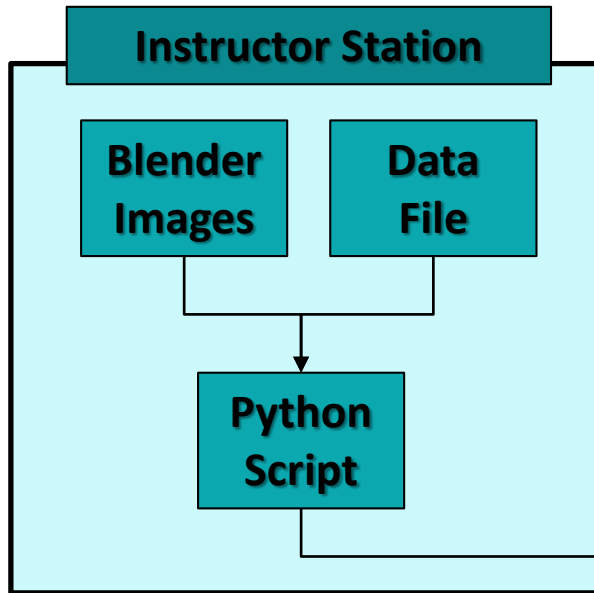 Instructor Station
Blender
Images
Data
File
Python
Script